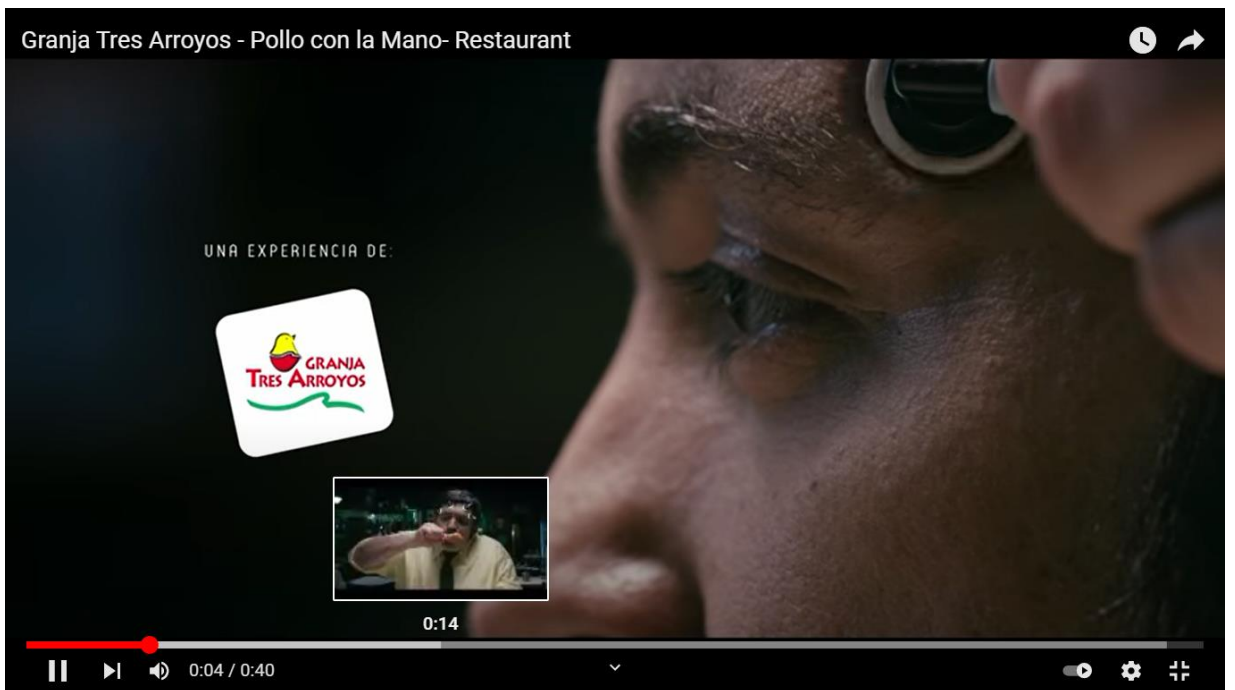 Granja Tres Arroyos - Pollo con la Mano- Restaurant
UNA EXPERIENCIA DE:
GRANJA
TRES ARROYOS
0:14
0:04 / 0:40